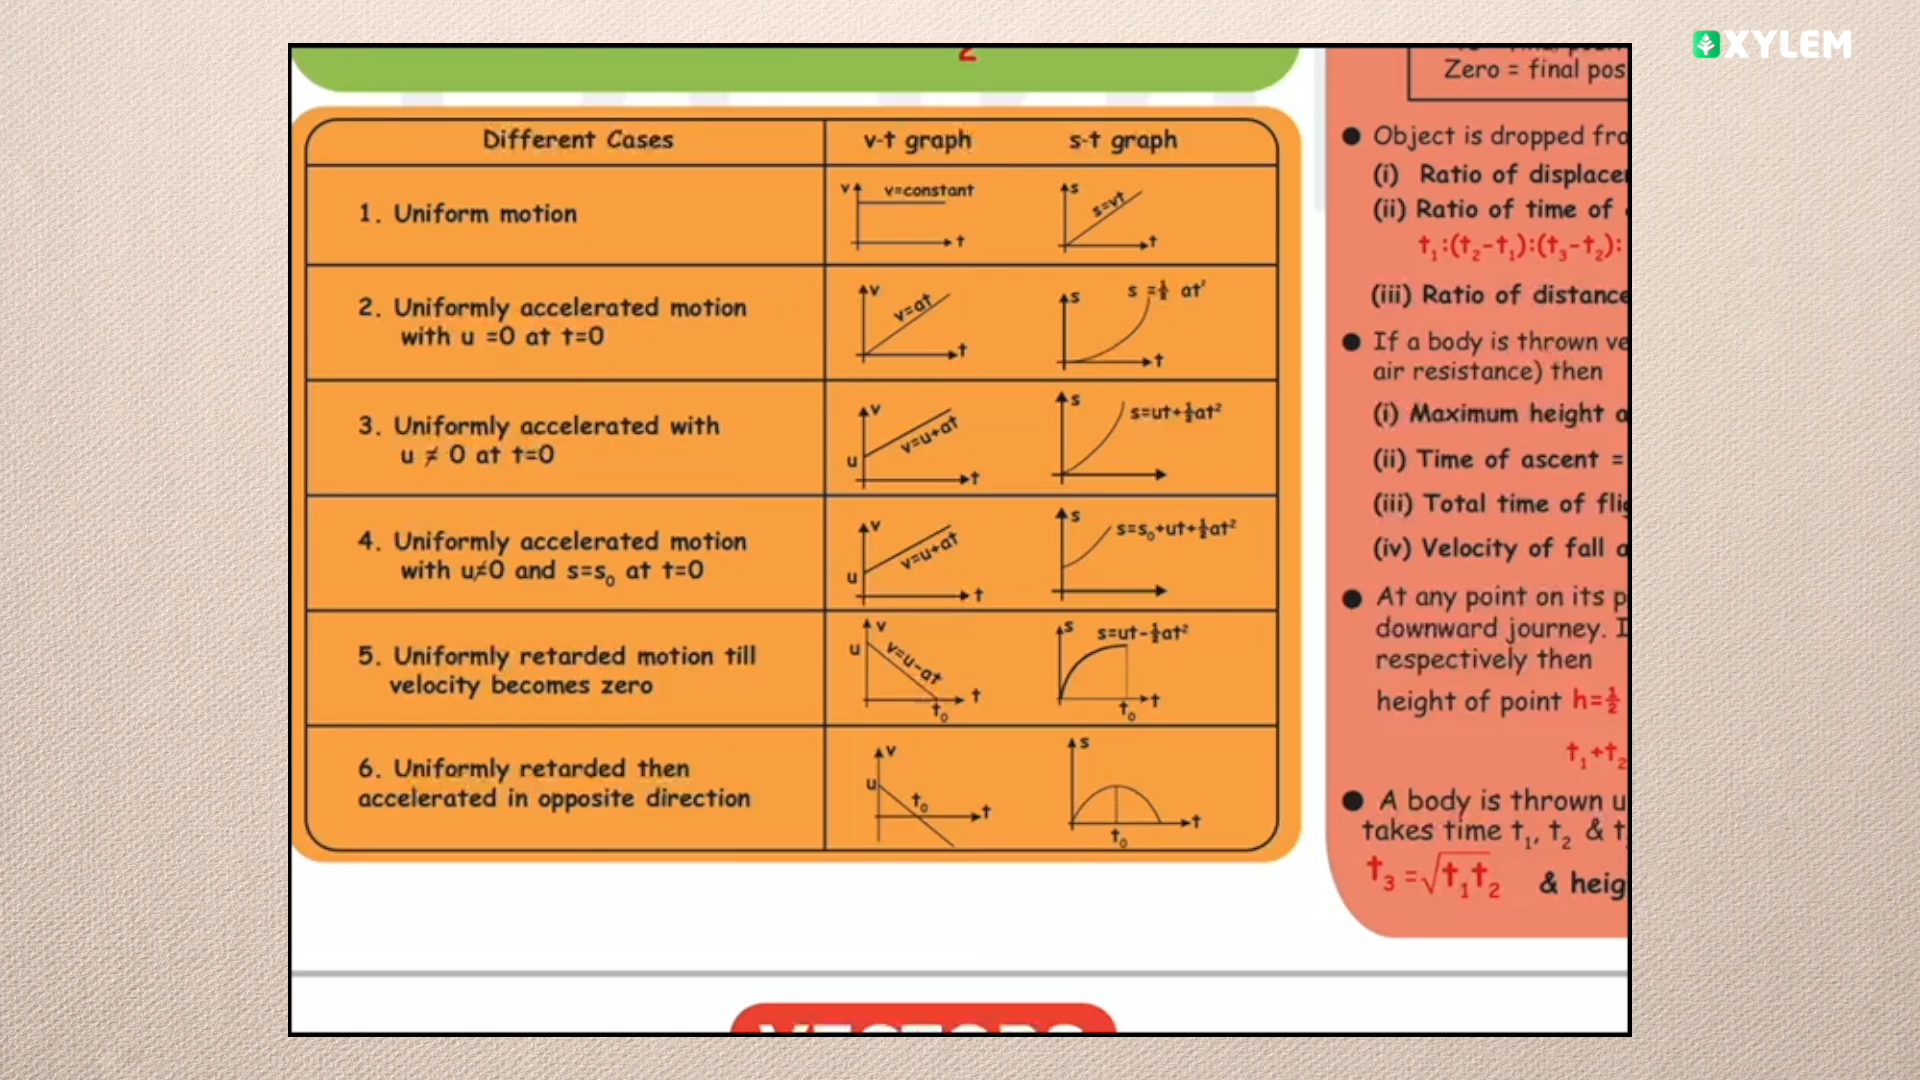 XYLEM
2
Different Cases
v-t graph
s-t graph
1. Uniform motion
v
v=constant
t
s
s=vt
t
2. Uniformly accelerated motion
with u =0 at t=0
v
v=at
t
s
s =½ at²
t
3. Uniformly accelerated with
u ≠ 0 at t=0
v
u
v=u+at
t
s
s=ut+½at²
4. Uniformly accelerated motion
with u≠0 and s=s₀ at t=0
v
u
v=u+at
t
s
s=s₀+ut+½at²
5. Uniformly retarded motion till
velocity becomes zero
v
u
v=u-at
t
t₀
s
s=ut-½at²
t
t₀
6. Uniformly retarded then
accelerated in opposite direction
v
u
t₀
t
s
t
t₀
Zero = final pos
● Object is dropped fro
(i) Ratio of displace
(ii) Ratio of time of
t₁:(t₂-t₁):(t₃-t₂):
(iii) Ratio of distance
● If a body is thrown ve
air resistance) then
(i) Maximum height a
(ii) Time of ascent =
(iii) Total time of flig
(iv) Velocity of fall a
● At any point on its p
downward journey. I
respectively then
height of point h=½
t₁+t₂
● A body is thrown u
takes time t₁, t₂ & t
t₃ =√t₁t₂ & heig
VECTORS